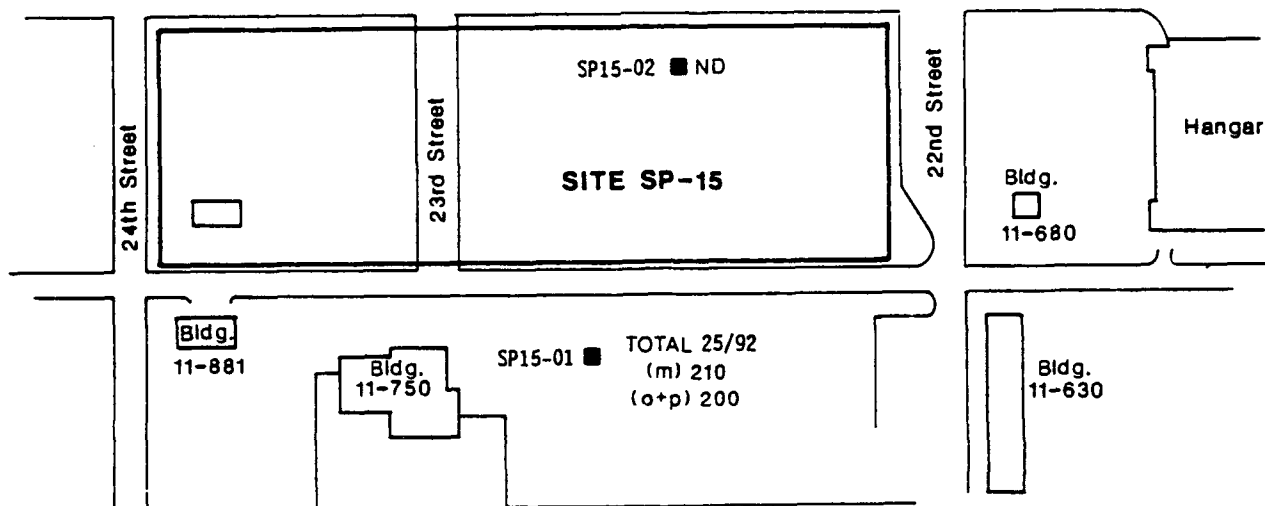 SP15-02 ND
24th Street
23rd Street
22nd Street
Hangar
SITE SP-15
Bldg.
11-680
Bldg.
11-881
Bldg.
11-750
SP15-01
TOTAL 25/92
(m) 210
(o+p) 200
Bldg.
11-630